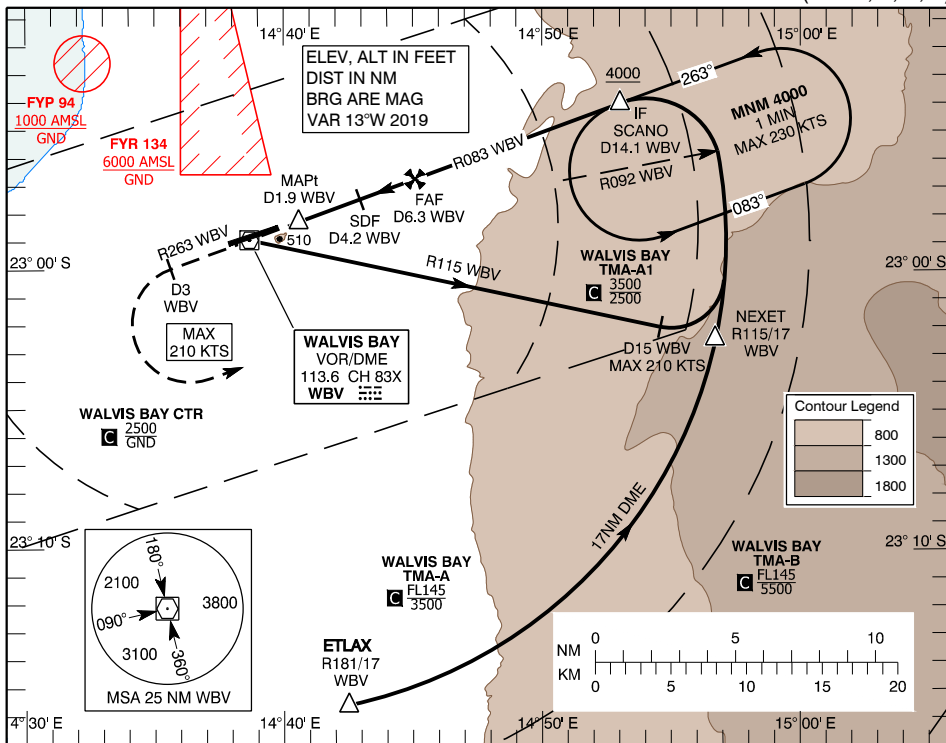 14°40' E
14°50' E
15°00' E
ELEV, ALT IN FEET
DIST IN NM
BRG ARE MAG
VAR 13°W 2019
FYP 94
1000 AMSL
GND
FYR 134
6000 AMSL
GND
4000
263°
IF
SCANO
D14.1 WBV
MNM 4000
1 MIN
MAX 230 KTS
R083 WBV
R092 WBV
083°
MAPt
D1.9 WBV
SDF
D4.2 WBV
FAF
D6.3 WBV
R263 WBV
510
23°00' S
23°00' S
D3
WBV
R115 WBV
WALVIS BAY
TMA-A1
C 3500
2500
MAX
210 KTS
WALVIS BAY
VOR/DME
113.6 CH 83X
WBV
D15 WBV
MAX 210 KTS
NEXET
R115/17
WBV
WALVIS BAY CTR
C 2500
GND
Contour Legend
800
1300
1800
17NM DME
23°10' S
23°10' S
180°
2100
3800
090°
3100
360°
MSA 25 NM WBV
WALVIS BAY
TMA-A
C FL145
3500
WALVIS BAY
TMA-B
C FL145
5500
ETLAX
R181/17
WBV
NM 0 5 10
KM 0 5 10 15 20
4°30' E
14°40' E
14°50' E
15°00' E